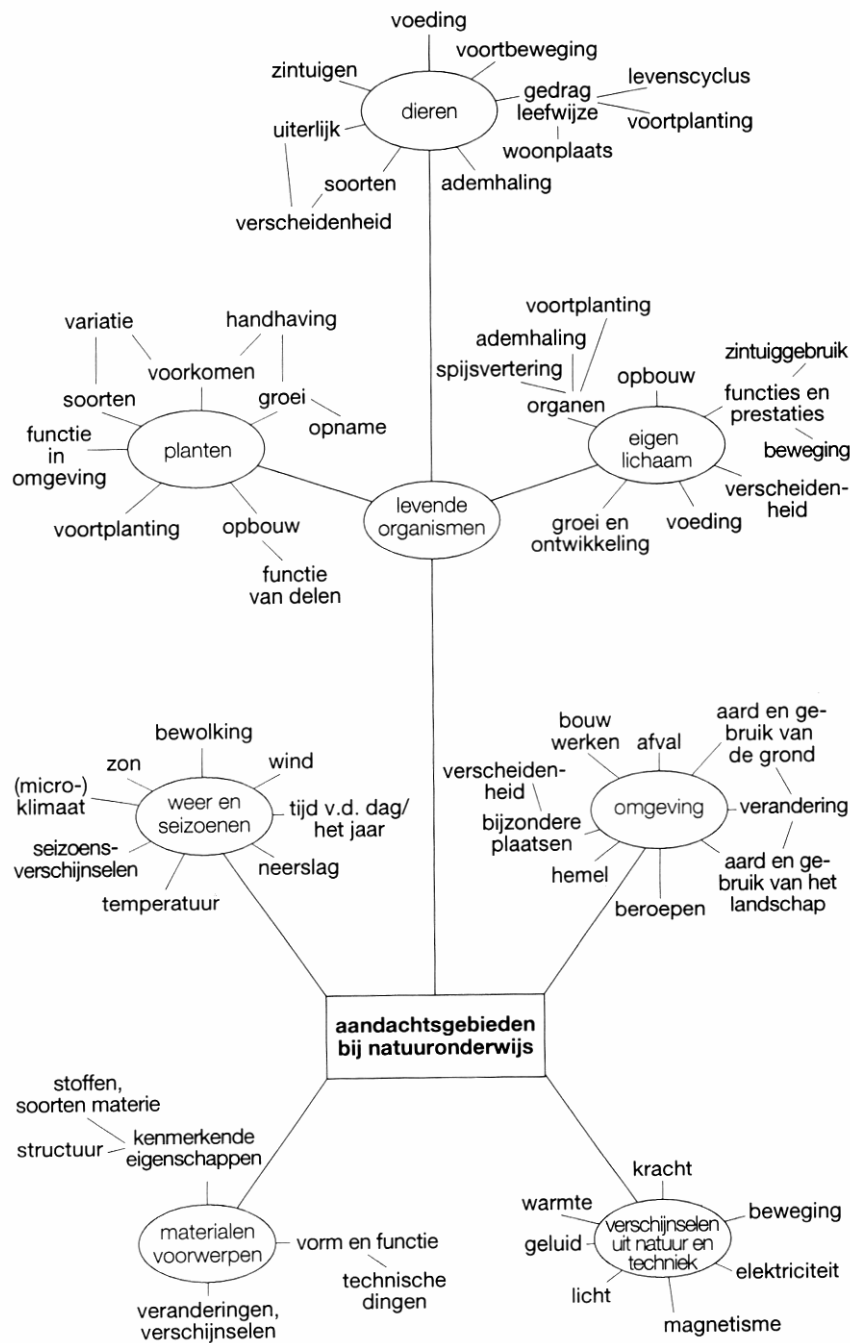 voeding
voortbeweging
zintuigen
levenscyclus
gedrag
leefwijze
dieren
voortplanting
uiterlijk
woonplaats
soorten
ademhaling
verscheidenheid
voortplanting
variatie
handhaving
ademhaling
zintuiggebruik
voorkomen
spijsvertering
opbouw
soorten
groei
organen
functies en
prestaties
opname
functie
in
omgeving
planten
eigen
lichaam
beweging
verscheiden-
heid
levende
organismen
voortplanting
opbouw
groei en
ontwikkeling
voeding
functie
van delen
bewolking
zon
wind
(micro-)
klimaat
weer en
seizoenen
tijd v.d. dag/
het jaar
seizoens-
verschijnselen
neerslag
temperatuur
bouw
werken
afval
aard en ge-
bruik van
de grond
verscheiden-
heid
omgeving
verandering
bijzondere
plaatsen
hemel
aard en ge-
bruik van het
landschap
beroepen
aandachtsgebieden
bij natuuronderwijs
stoffen,
soorten materie
structuur
kenmerkende
eigenschappen
materialen
voorwerpen
vorm en functie
technische
dingen
veranderingen,
verschijnselen
kracht
warmte
beweging
geluid
verschijnselen
uit natuur en
techniek
elektriciteit
licht
magnetisme